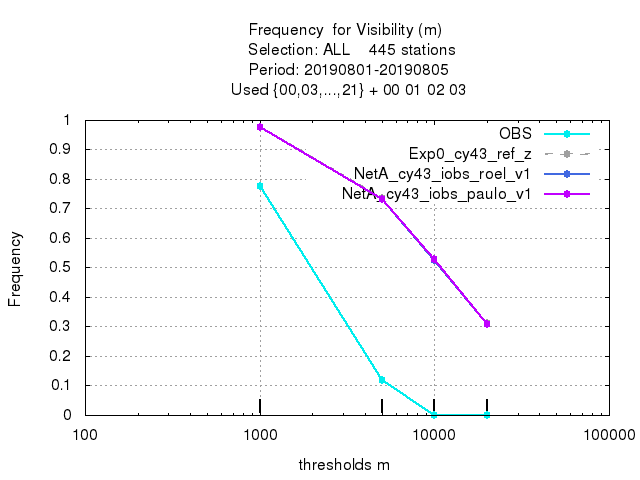 Frequency  for Visibility (m)
Selection: ALL    445 stations
Period: 20190801-20190805
Used {00,03,...,21} + 00 01 02 03
OBS
Exp0_cy43_ref_z
NetA_cy43_iobs_roel_v1
NetA_cy43_iobs_paulo_v1
Frequency
1
0.9
0.8
0.7
0.6
0.5
0.4
0.3
0.2
0.1
0
100 1000 10000 100000
thresholds m